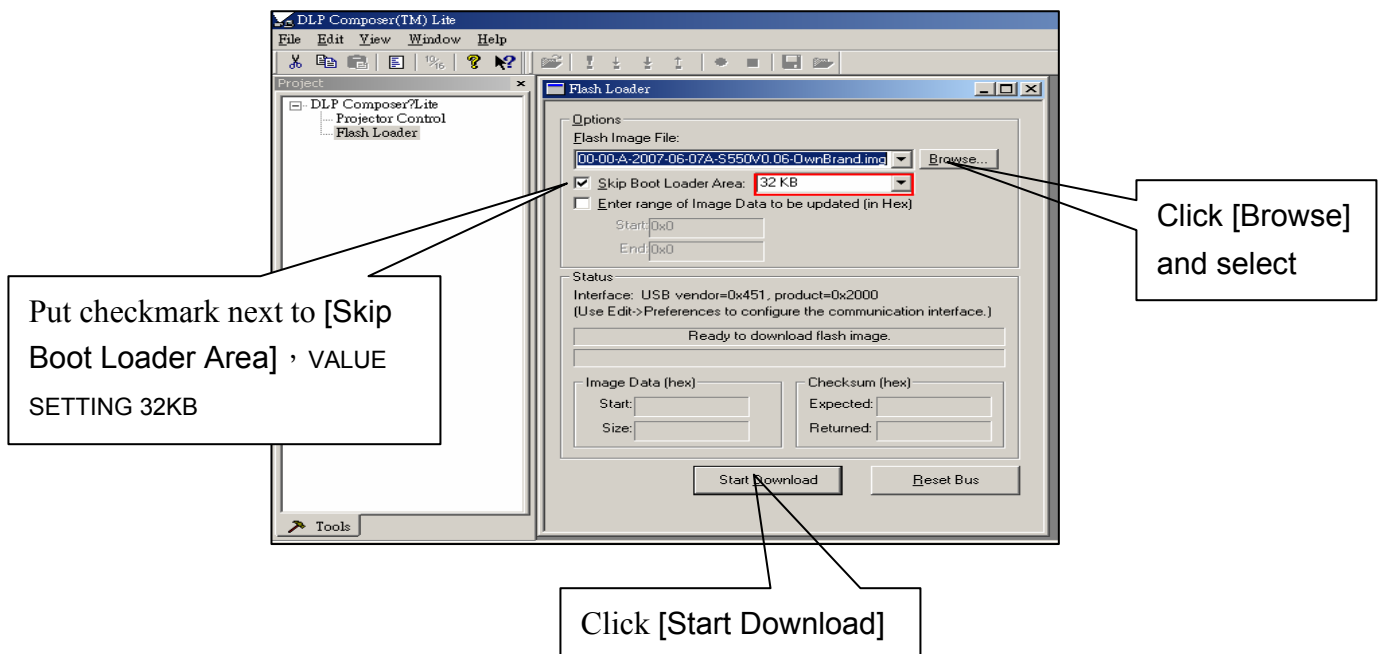 DLP Composer(TM) Lite
File Edit View Window Help
10/16
Project
DLP Composer?Lite
Projector Control
Flash Loader
Tools
Flash Loader
Options
Flash Image File:
00-00-A-2007-06-07A-S550V0.06-OwnBrand.img Browse...
Skip Boot Loader Area: 32 KB
Enter range of Image Data to be updated (in Hex)
Start: 0x0
End: 0x0
Status
Interface: USB vendor=0x451, product=0x2000
(Use Edit->Preferences to configure the communication interface.)
Ready to download flash image.
Image Data (hex)
Start:
Size:
Checksum (hex)
Expected:
Returned:
Start Download Reset Bus
Click [Browse]
and select
Put checkmark next to [Skip
Boot Loader Area]，VALUE
SETTING 32KB
Click [Start Download]